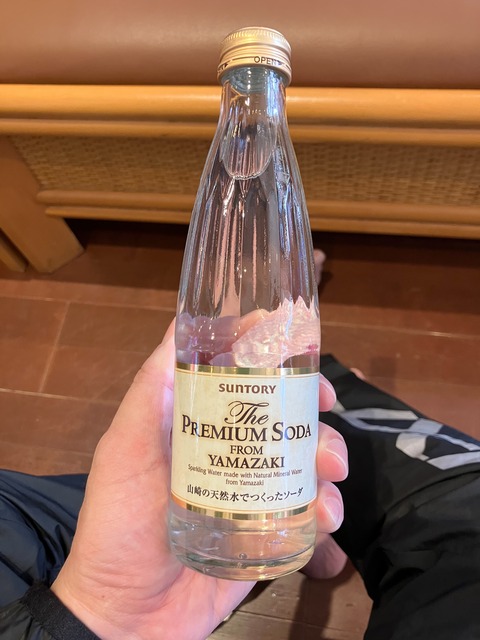 OPEN
SUNTORY
The
PREMIUM SODA
FROM
YAMAZAKI
Sparkling Water made with Natural Mineral Water
from Yamazaki
山崎の天然水でつくったソーダ